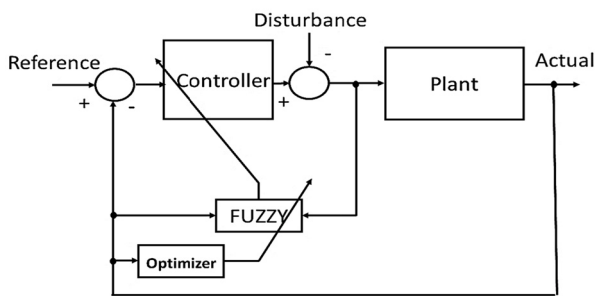 Disturbance
-
Reference
Controller
Plant
Actual
+
-
+
FUZZY
Optimizer